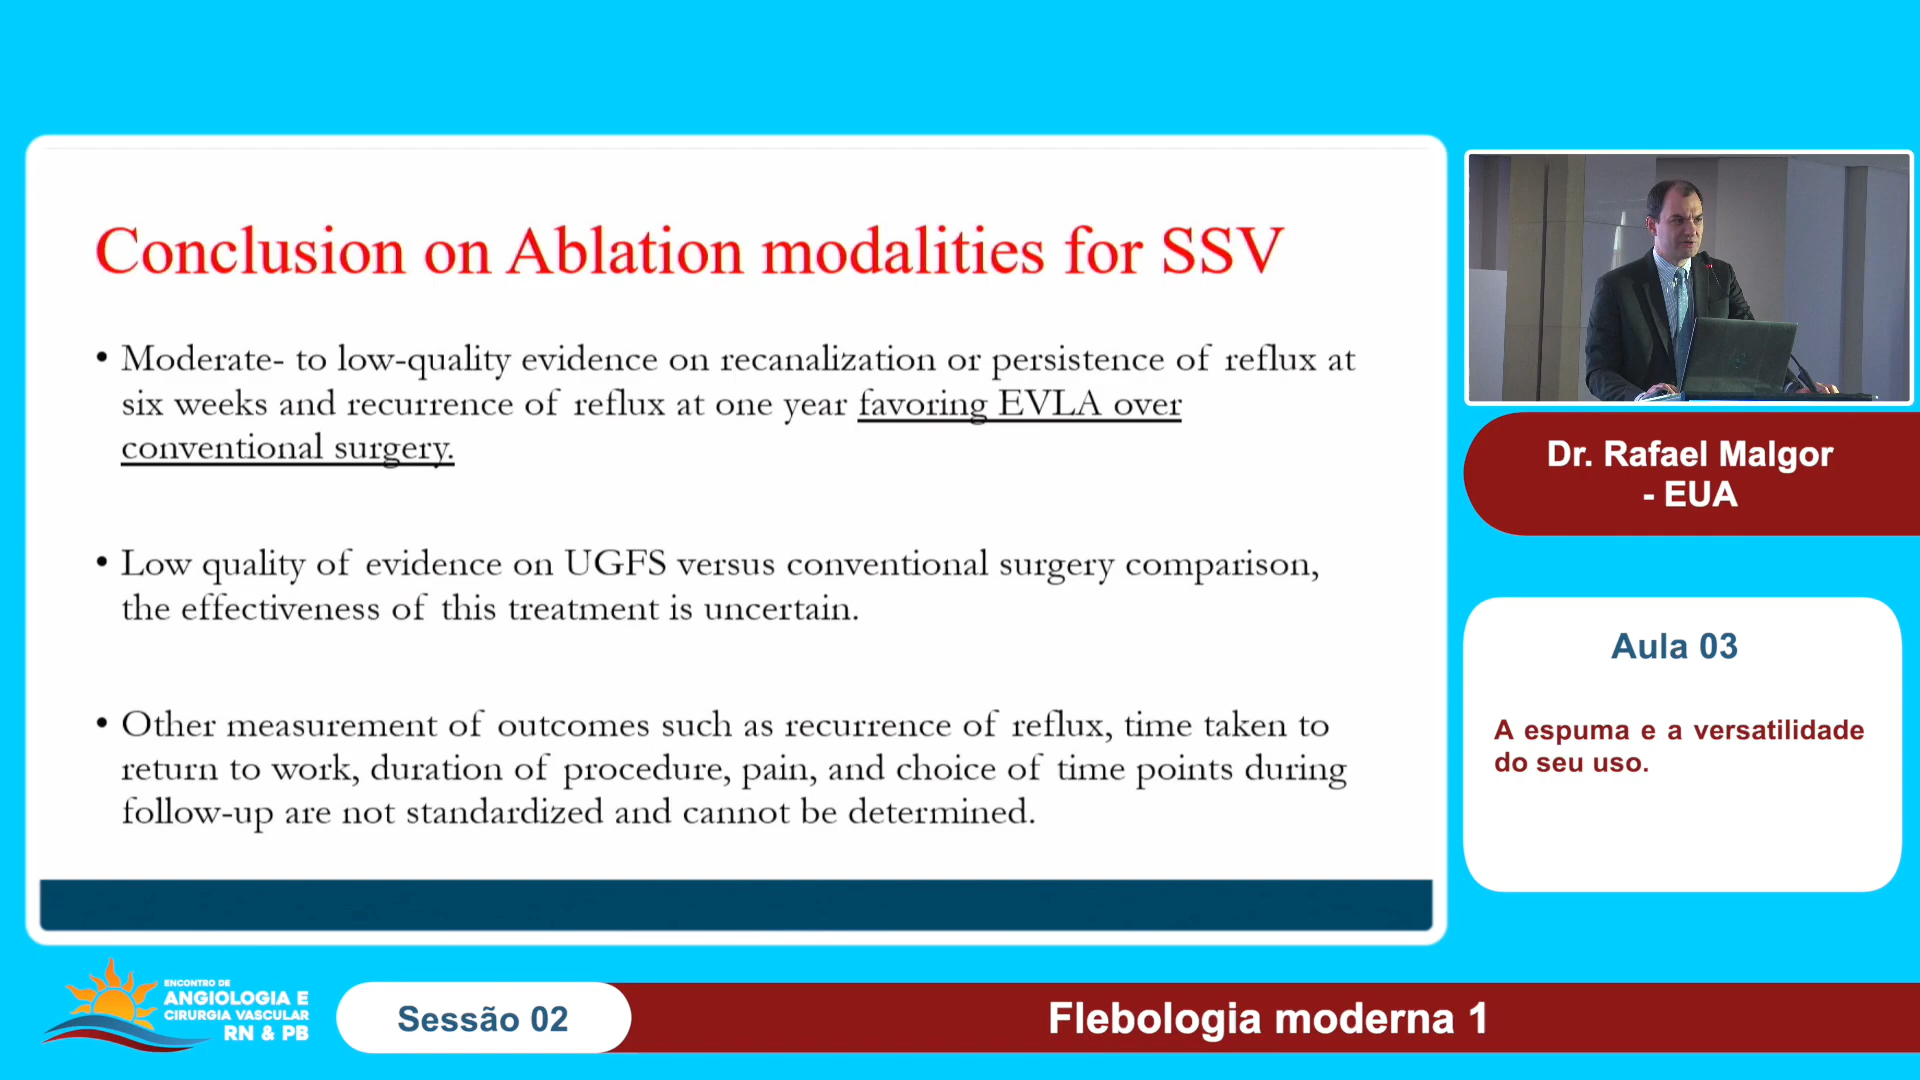 Conclusion on Ablation modalities for SSV
• Moderate- to low-quality evidence on recanalization or persistence of reflux at
six weeks and recurrence of reflux at one year favoring EVLA over
conventional surgery.
• Low quality of evidence on UGFS versus conventional surgery comparison,
the effectiveness of this treatment is uncertain.
• Other measurement of outcomes such as recurrence of reflux, time taken to
return to work, duration of procedure, pain, and choice of time points during
follow-up are not standardized and cannot be determined.
Dr. Rafael Malgor
- EUA
Aula 03
A espuma e a versatilidade
do seu uso.
ENCONTRO DE
ANGIOLOGIA E
CIRURGIA VASCULAR
RN & PB
Sessão 02
Flebologia moderna 1